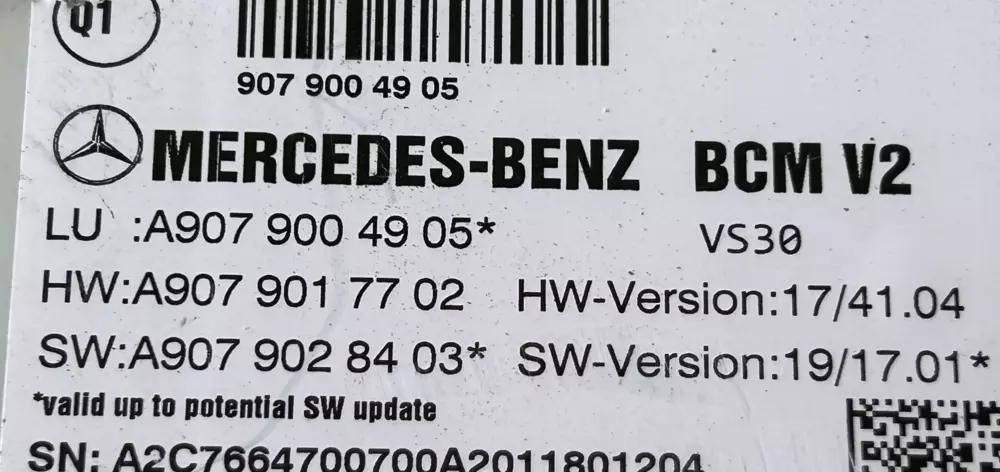 Q1
907 900 49 05
MERCEDES-BENZ BCM V2
LU :A907 900 49 05* VS30
HW:A907 901 77 02 HW-Version:17/41.04
SW:A907 902 84 03* SW-Version:19/17.01*
*valid up to potential SW update
SN: A2C7664700700A2011801204